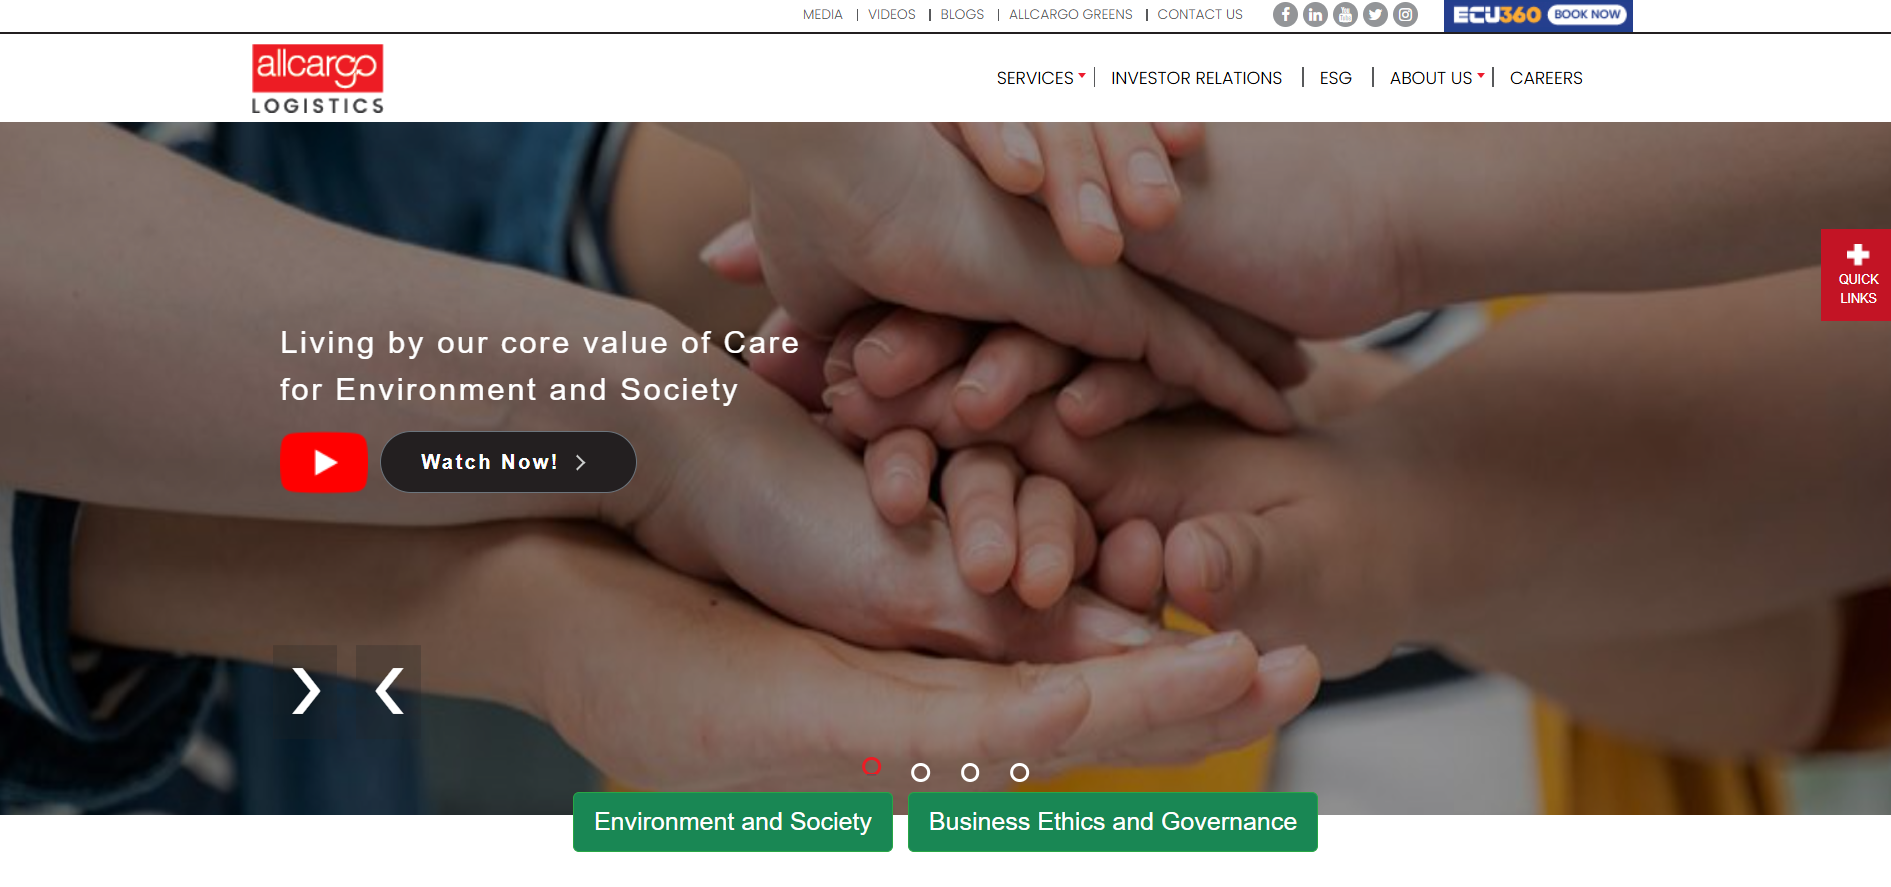 MEDIA | VIDEOS | BLOGS | ALLCARGO GREENS | CONTACT US
ECU360 BOOK NOW
allcargo
LOGISTICS
SERVICES | INVESTOR RELATIONS | ESG | ABOUT US | CAREERS
QUICK
LINKS
Living by our core value of Care
for Environment and Society
Watch Now!
Environment and Society
Business Ethics and Governance